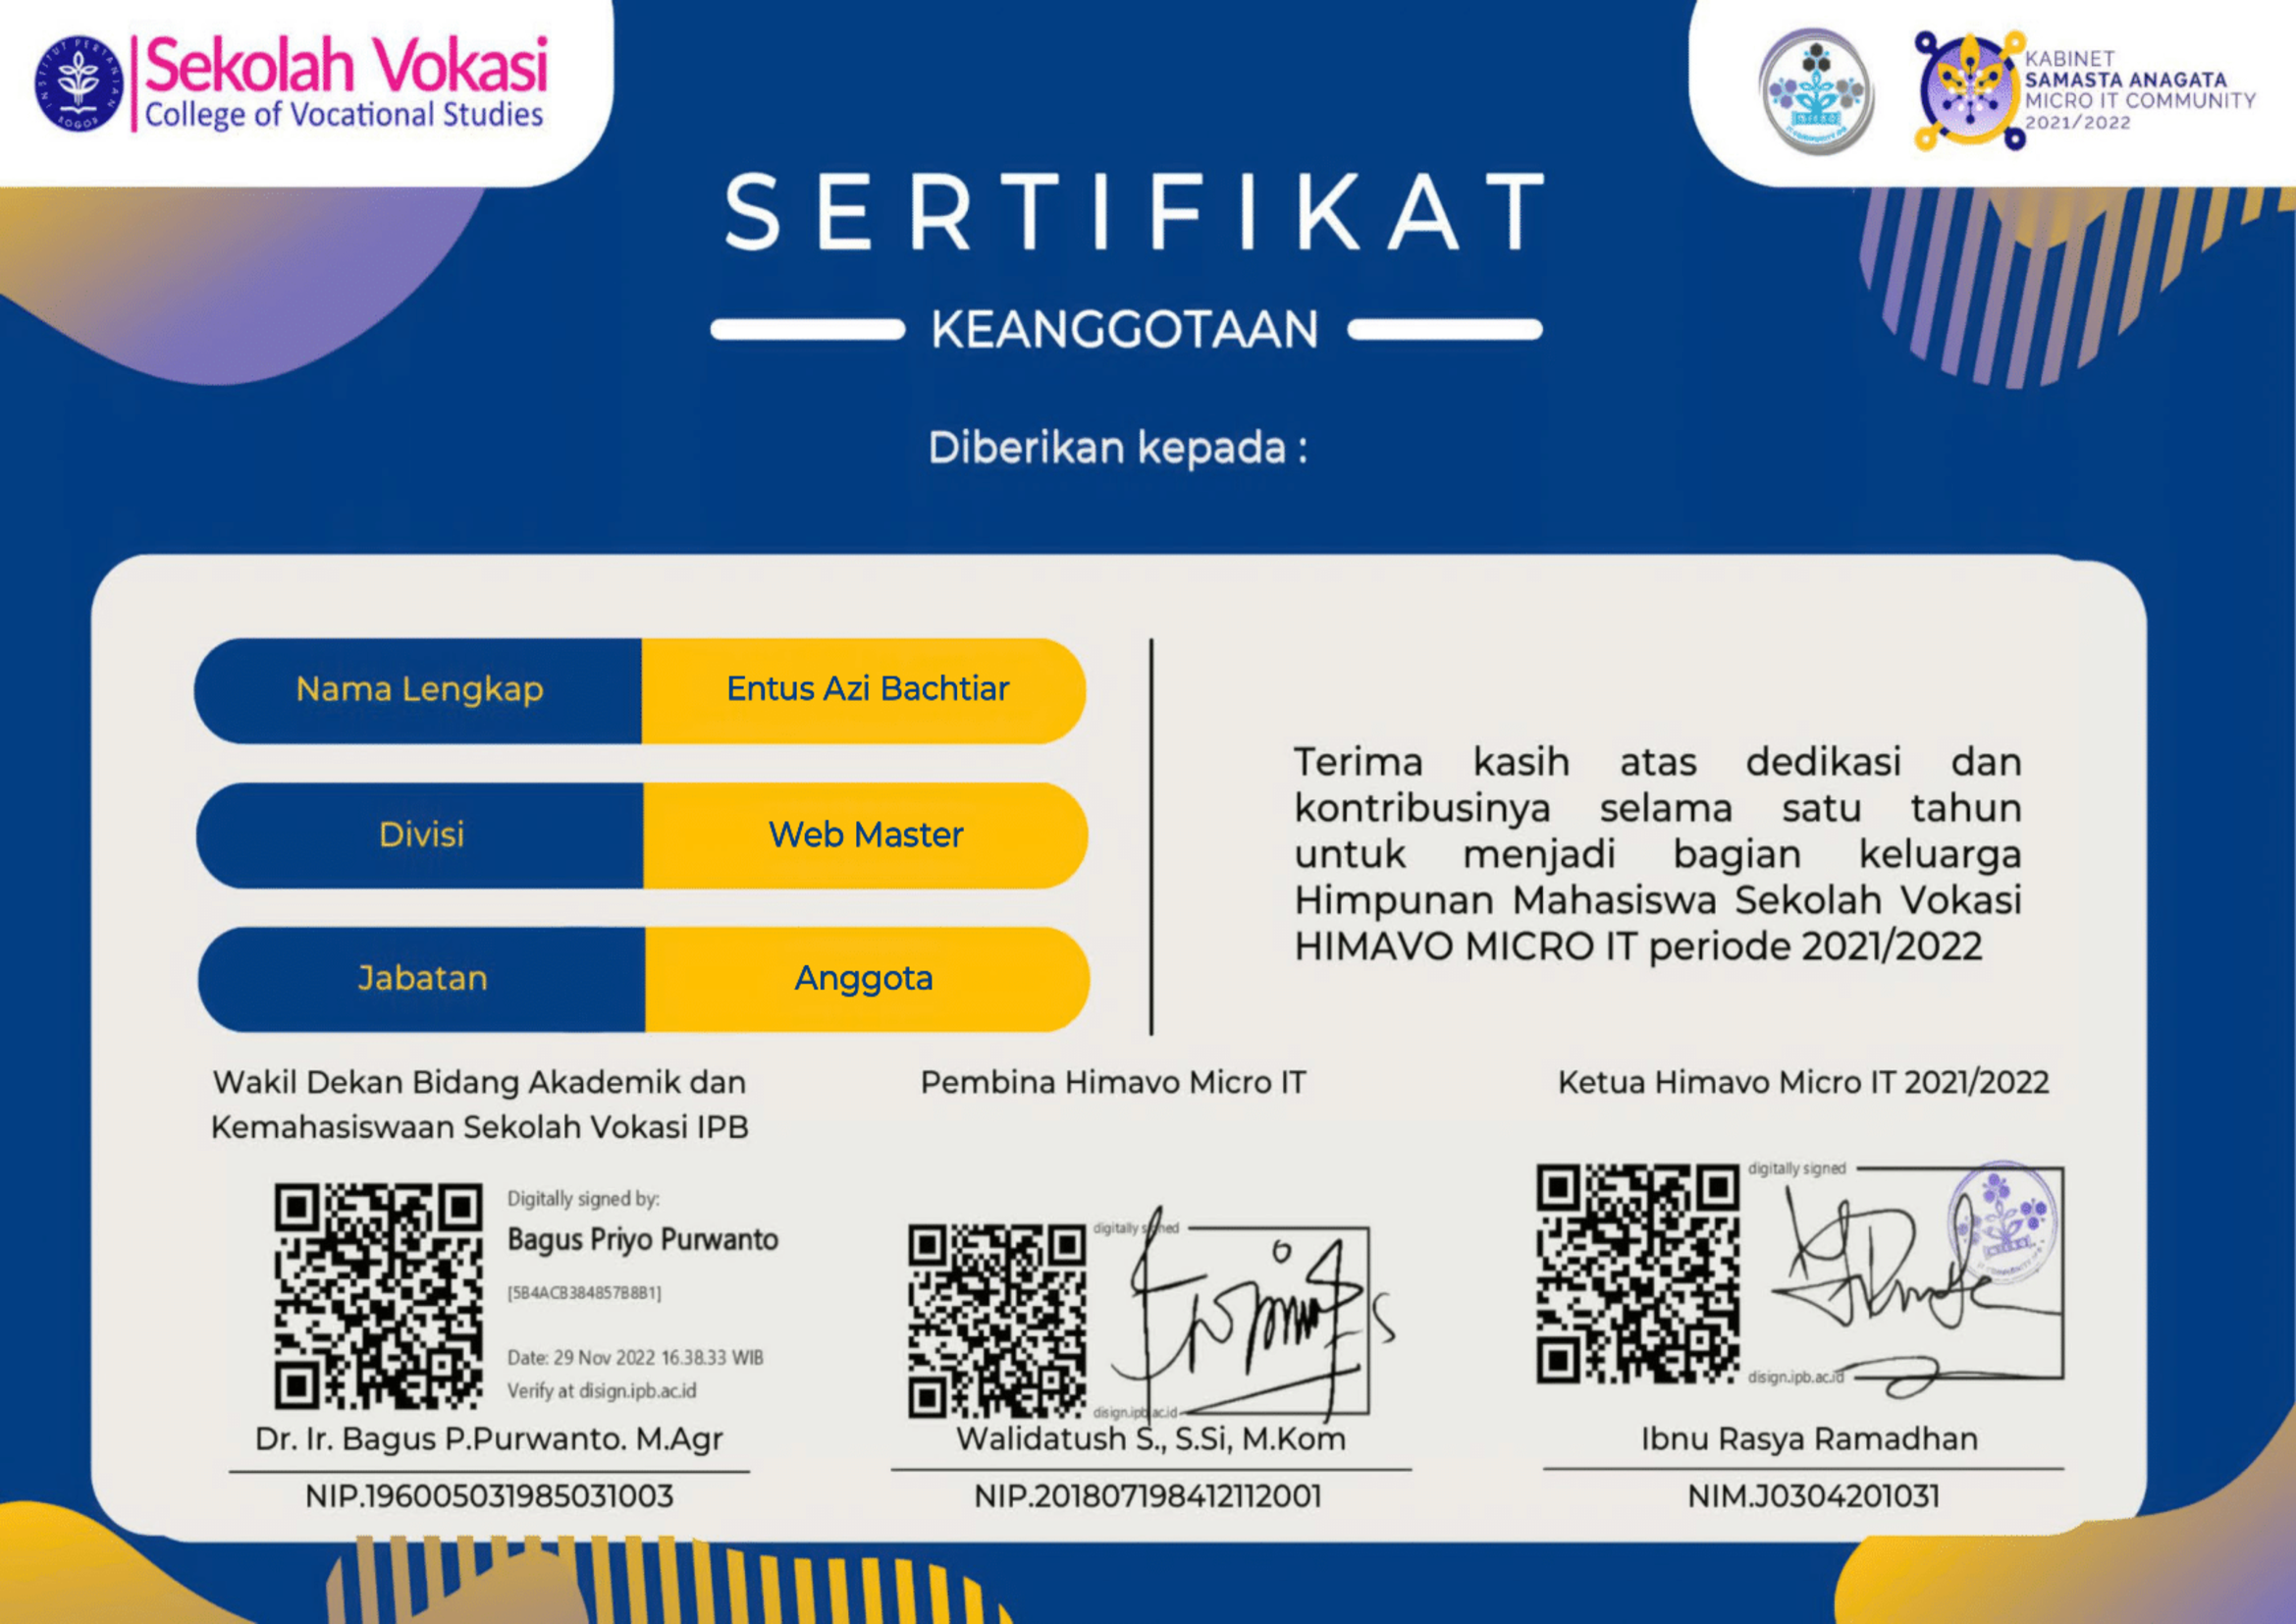 INSTITUT PERTANIAN BOGOR
Sekolah Vokasi
College of Vocational Studies
KABINET
SAMASTA ANAGATA
MICRO IT COMMUNITY
2021/2022
SERTIFIKAT
KEANGGOTAAN
Diberikan kepada :
Nama Lengkap
Entus Azi Bachtiar
Divisi
Web Master
Jabatan
Anggota
Terima kasih atas dedikasi dan
kontribusinya selama satu tahun
untuk menjadi bagian keluarga
Himpunan Mahasiswa Sekolah Vokasi
HIMAVO MICRO IT periode 2021/2022
Wakil Dekan Bidang Akademik dan
Kemahasiswaan Sekolah Vokasi IPB
Digitally signed by:
Bagus Priyo Purwanto
[5B4ACB384857B8B1]
Date: 29 Nov 2022 16.38.33 WIB
Verify at disign.ipb.ac.id
Dr. Ir. Bagus P.Purwanto. M.Agr
NIP.196005031985031003
Pembina Himavo Micro IT
digitally signed
disign.ipb.ac.id
Walidatush S., S.Si, M.Kom
NIP.201807198412112001
Ketua Himavo Micro IT 2021/2022
digitally signed
disign.ipb.ac.id
Ibnu Rasya Ramadhan
NIM.J0304201031